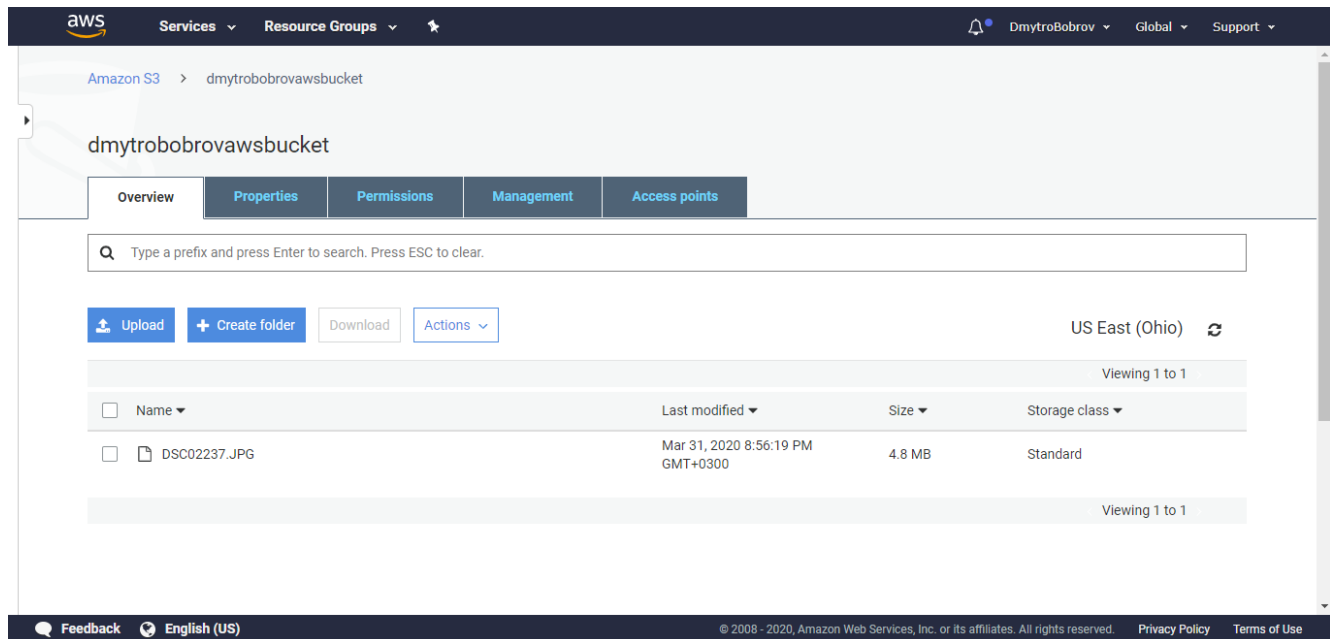 aws Services Resource Groups DmytroBobrov Global Support
Amazon S3 > dmytrobobrovawsbucket
dmytrobobrovawsbucket
Overview Properties Permissions Management Access points
Type a prefix and press Enter to search. Press ESC to clear.
Upload Create folder Download Actions US East (Ohio)
Viewing 1 to 1
Name Last modified Size Storage class
DSC02237.JPG Mar 31, 2020 8:56:19 PM 4.8 MB Standard
GMT+0300
Viewing 1 to 1
Feedback English (US) © 2008 - 2020, Amazon Web Services, Inc. or its affiliates. All rights reserved. Privacy Policy Terms of Use